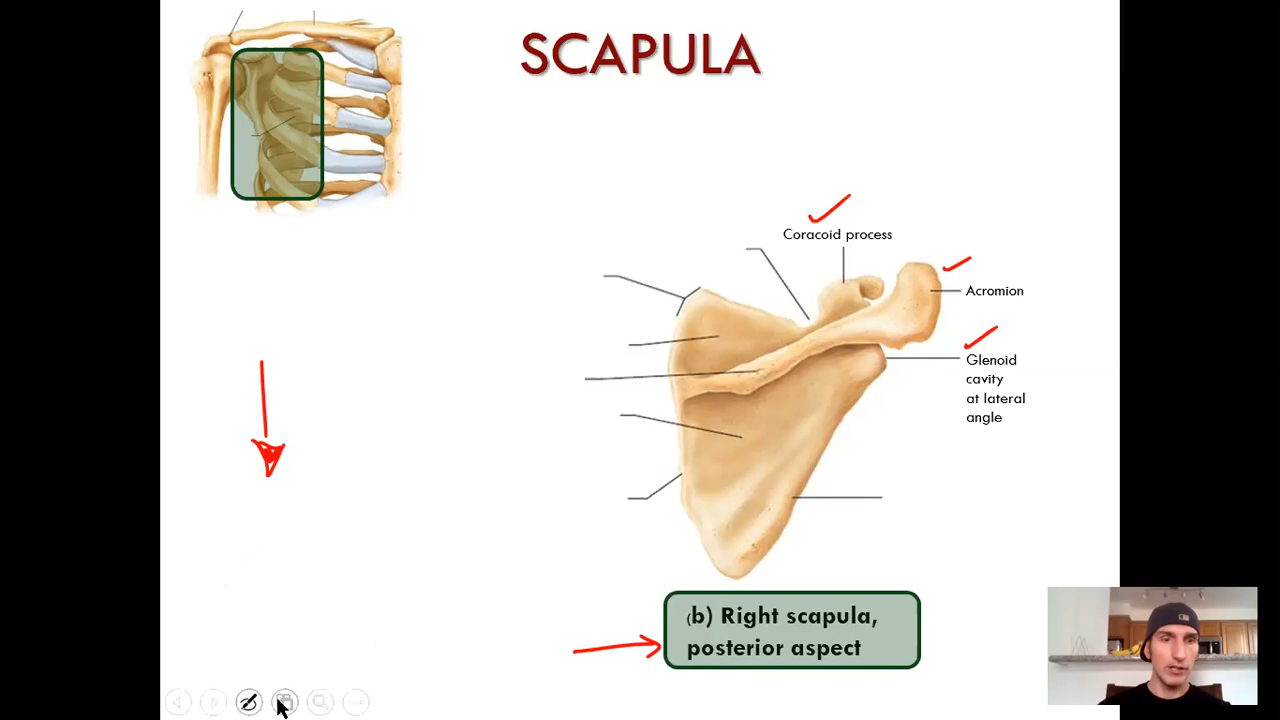 SCAPULA
Coracoid process
Acromion
Glenoid
cavity
at lateral
angle
(b) Right scapula,
posterior aspect